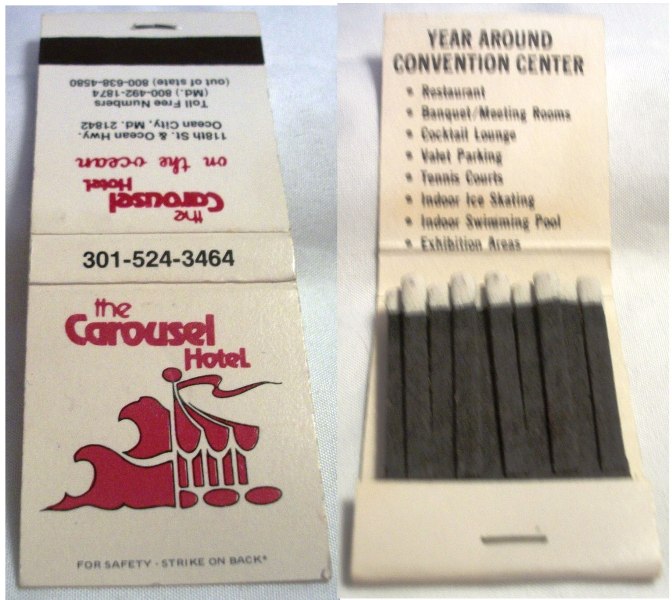 (out of state) 800-638-4580
(Md.) 800-492-1874
Toll Free Numbers
Ocean City, Md. 21842
118th St. & Ocean Hwy.
on the ocean
the
Carousel
Hotel
301-524-3464
the
Carousel
Hotel
FOR SAFETY - STRIKE ON BACK*
YEAR AROUND
CONVENTION CENTER
• Restaurant
• Banquet/Meeting Rooms
• Cocktail Lounge
• Valet Parking
• Tennis Courts
• Indoor Ice Skating
• Indoor Swimming Pool
• Exhibition Areas